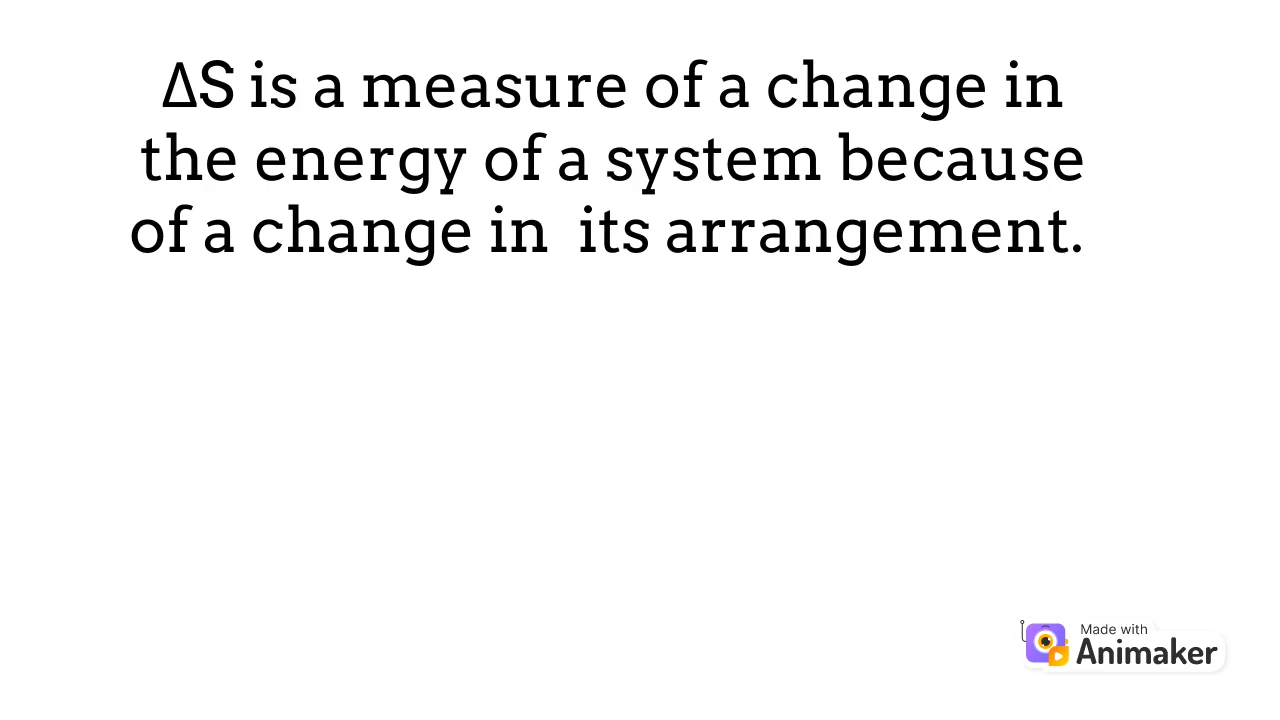 ΔS is a measure of a change in
the energy of a system because
of a change in  its arrangement.
Made with
Animaker